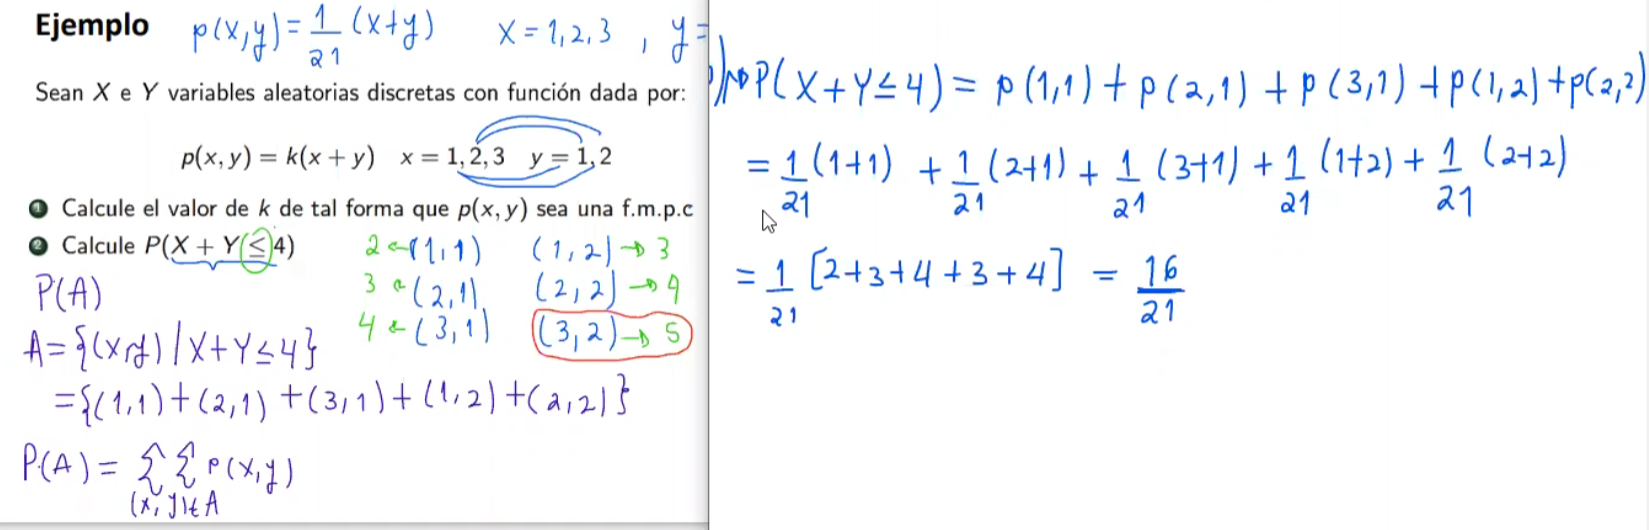 Ejemplo p(x,y) = 1/21 (x+y) x = 1,2,3 , y =
Sean X e Y variables aleatorias discretas con función dada por:
p(x, y) = k(x + y) x = 1, 2, 3 y = 1, 2
1 Calcule el valor de k de tal forma que p(x, y) sea una f.m.p.c
2 Calcule P(X + Y ≤ 4)
2 ← (1,1) (1,2) → 3
3 ← (2,1) (2,2) → 4
4 ← (3,1) (3,2) → 5
P(A)
A = {(x,y) / x+y ≤ 4}
= {(1,1) + (2,1) + (3,1) + (1,2) + (2,2)}
P(A) = Σ Σ p(x,y)
(x,y) ∈ A
) → P(X+Y ≤ 4) = p(1,1) + p(2,1) + p(3,1) + p(1,2) + p(2,2)
= 1/21 (1+1) + 1/21 (2+1) + 1/21 (3+1) + 1/21 (1+2) + 1/21 (2+2)
= 1/21 [2+3+4+3+4] = 16/21